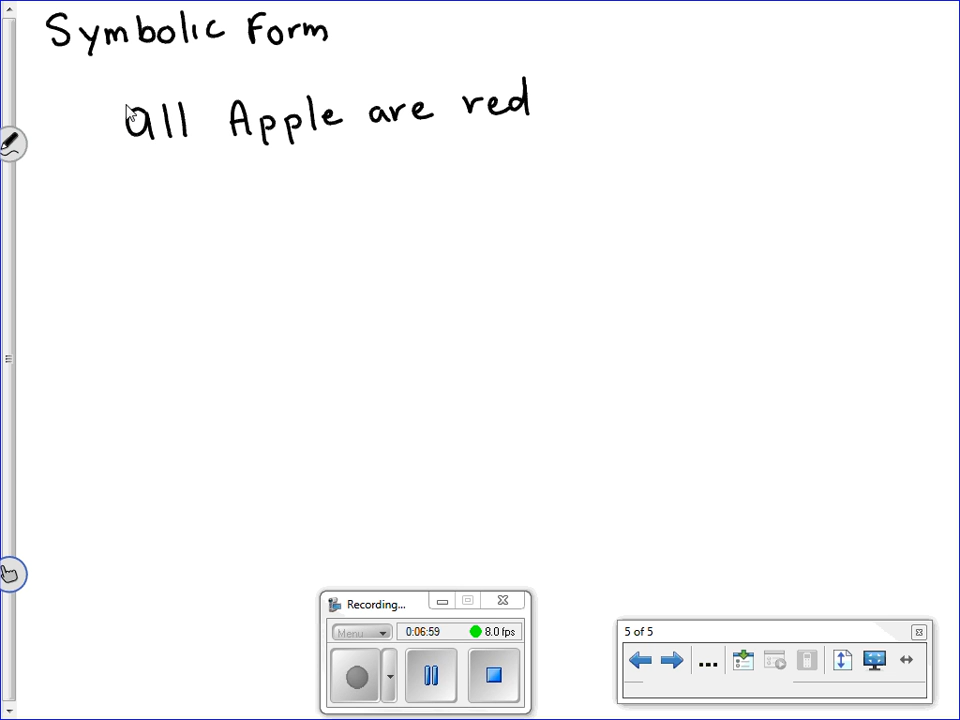 Symbolic Form
All Apple are red
Recording...
Menu
0:06:59
8.0 fps
5 of 5